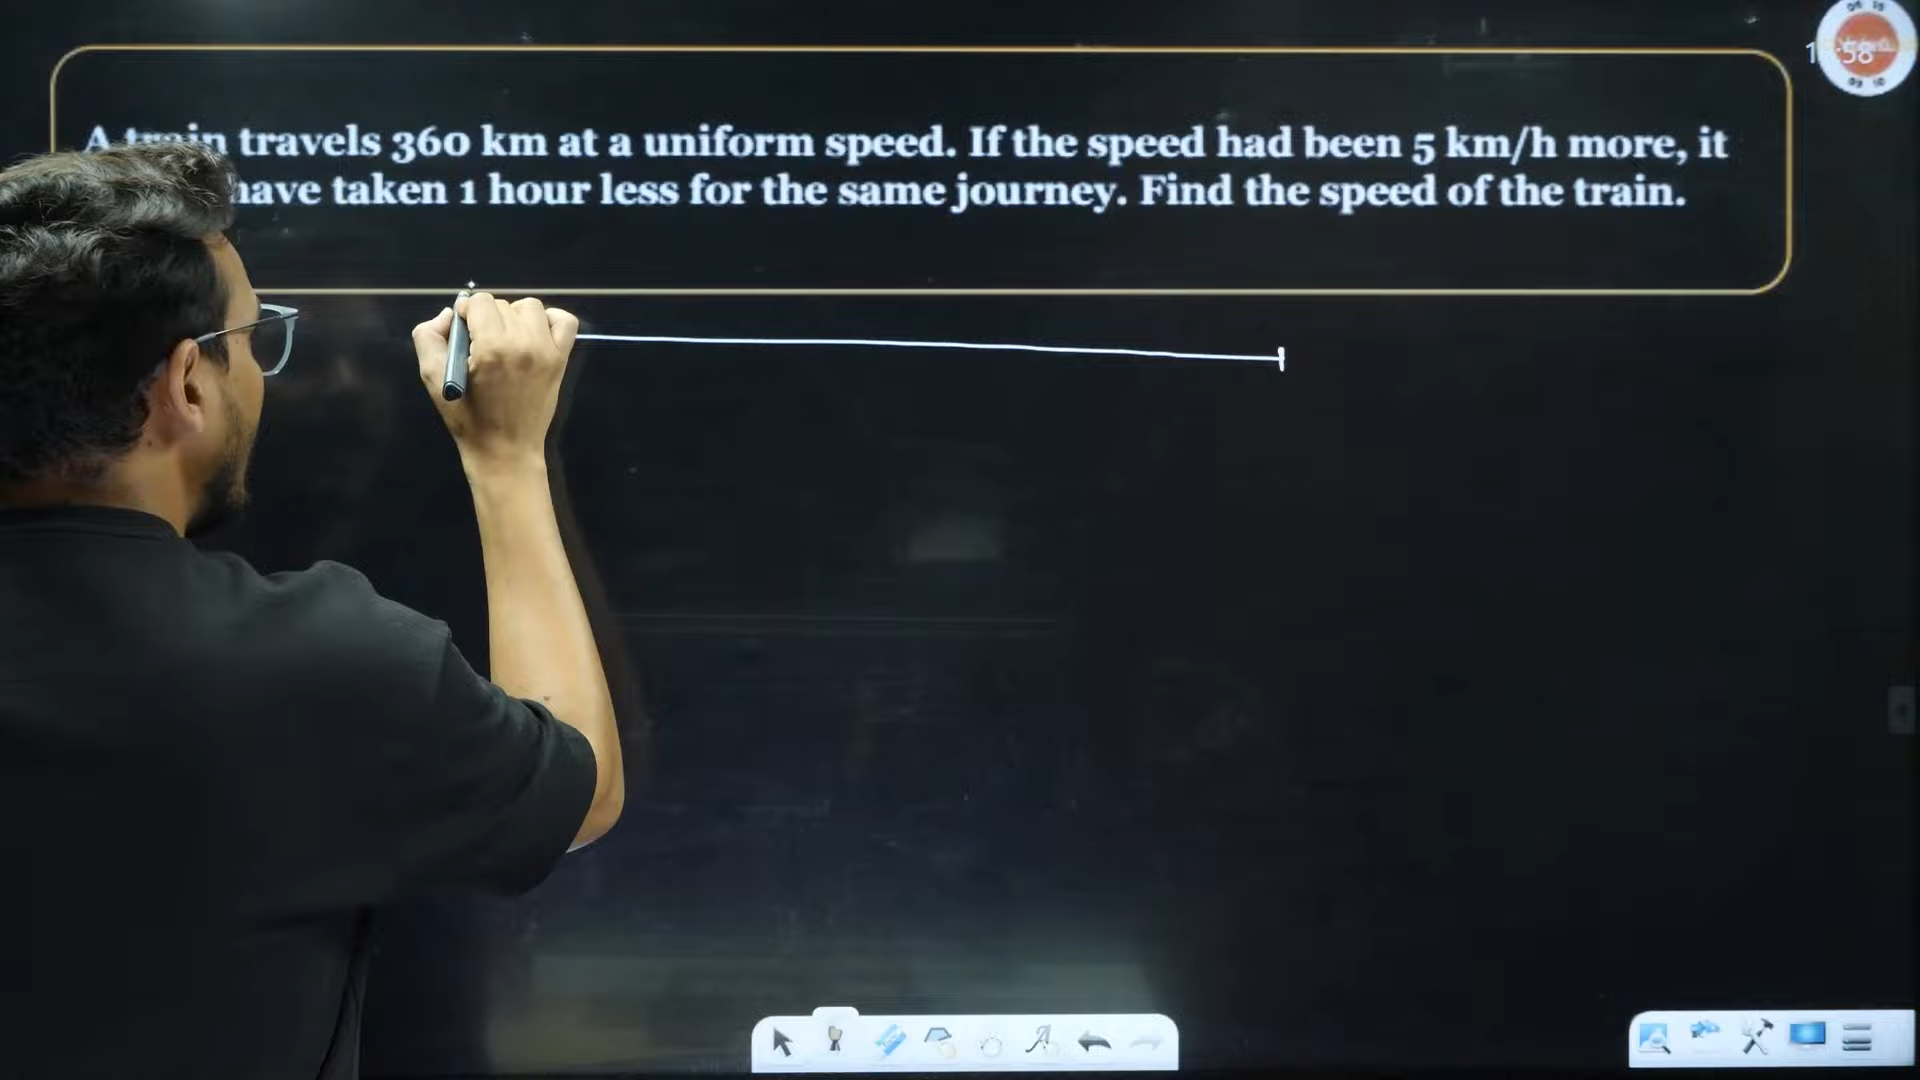 A train travels 360 km at a uniform speed. If the speed had been 5 km/h more, it
have taken 1 hour less for the same journey. Find the speed of the train.